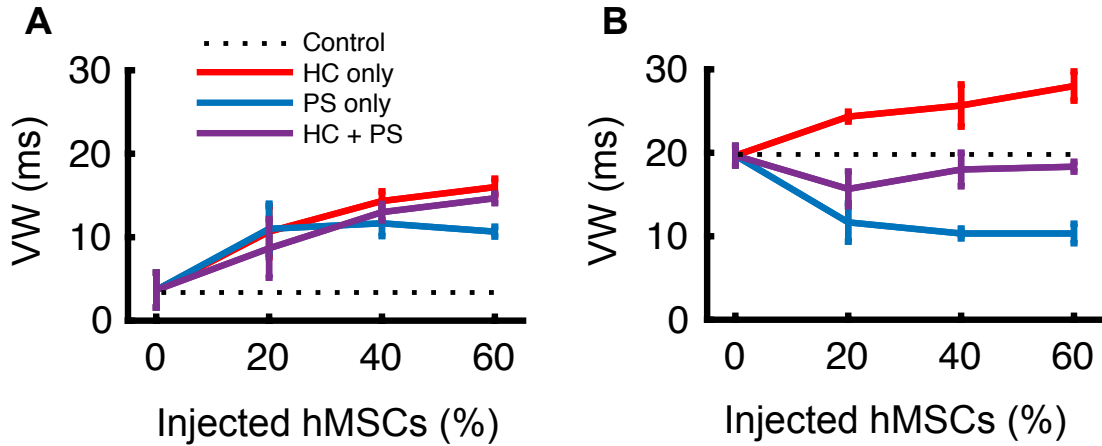 A
Control
HC only
PS only
HC + PS
30
20
10
0
VW (ms)
0 20 40 60
Injected hMSCs (%)
B
30
20
10
0
VW (ms)
0 20 40 60
Injected hMSCs (%)